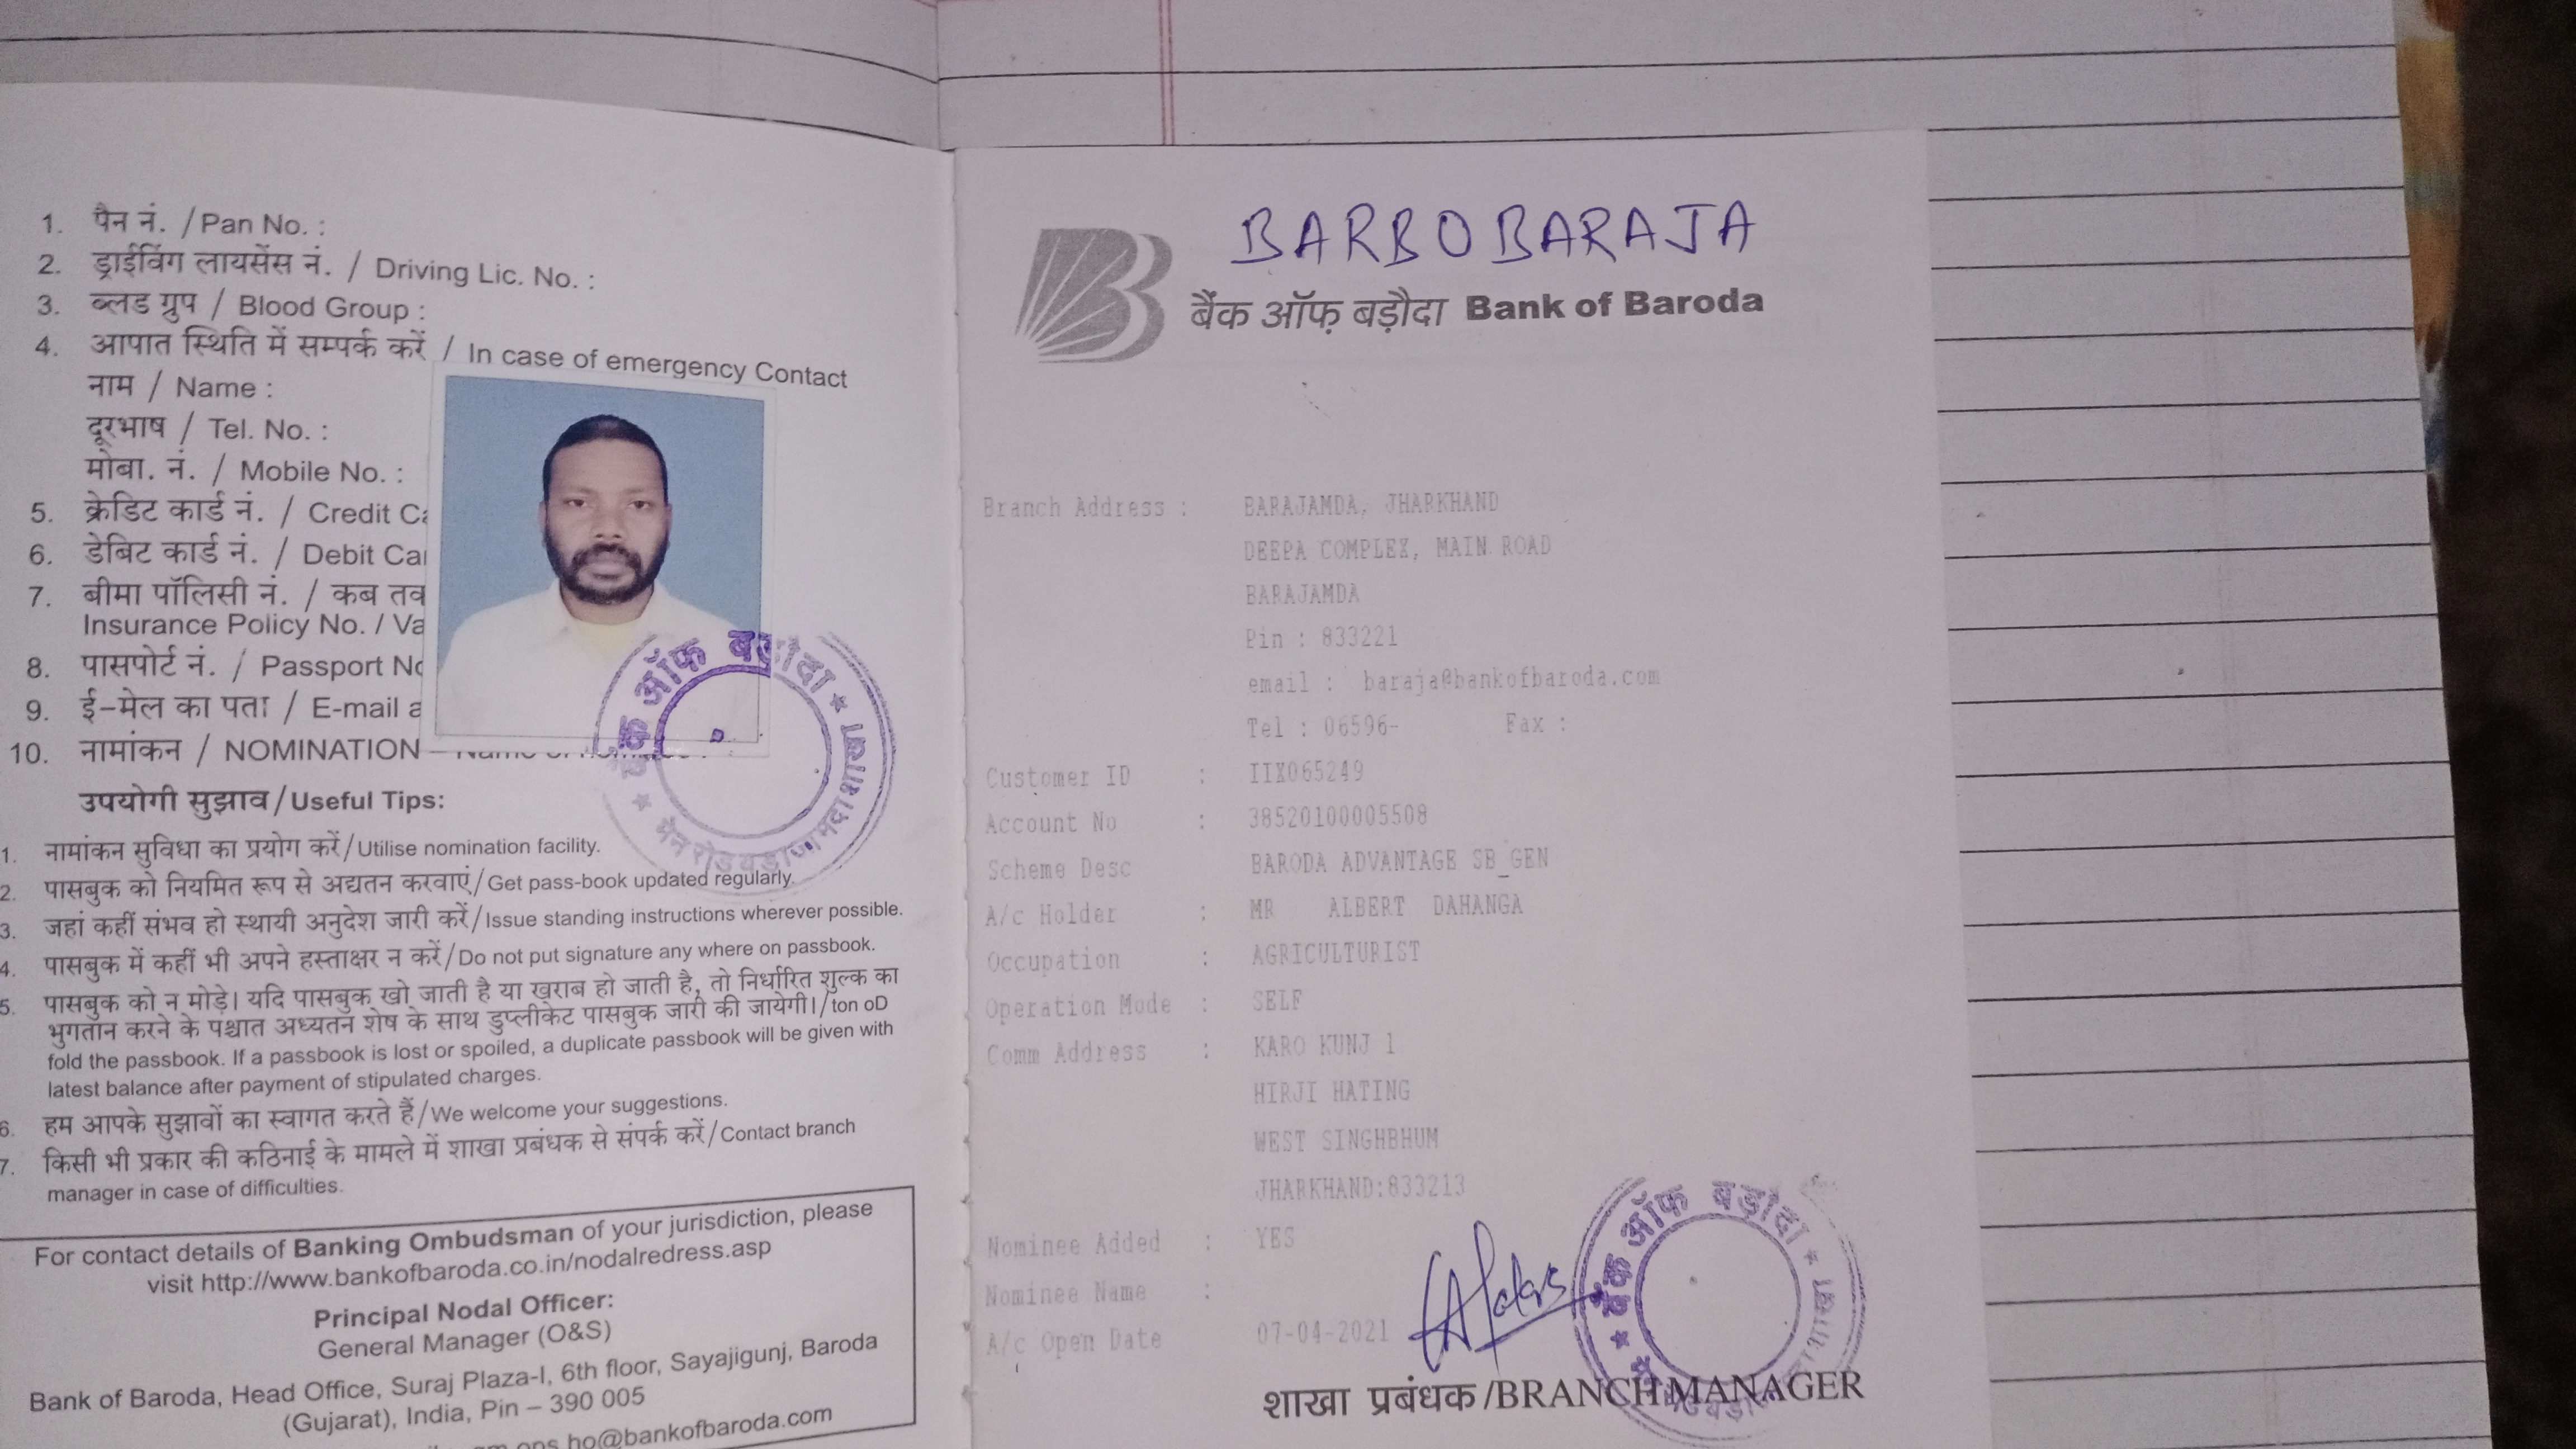 1. पैन नं. / Pan No. :
2. ड्राईविंग लायसेंस नं. / Driving Lic. No. :
3. ब्लड ग्रुप / Blood Group :
4. आपात स्थिति में सम्पर्क करें / In case of emergency Contact
नाम / Name :
दूरभाष / Tel. No. :
मोबा. नं. / Mobile No. :
5. क्रेडिट कार्ड नं. / Credit Ca
6. डेबिट कार्ड नं. / Debit Car
7. बीमा पॉलिसी नं. / कब तक
Insurance Policy No. / Va
8. पासपोर्ट नं. / Passport No
9. ई-मेल का पता / E-mail a
10. नामांकन / NOMINATION –
बैंक ऑफ बड़ौदा
उपयोगी सुझाव/Useful Tips:
1. नामांकन सुविधा का प्रयोग करें/Utilise nomination facility.
2. पासबुक को नियमित रूप से अद्यतन करवाएं/Get pass-book updated regularly.
3. जहां कहीं संभव हो स्थायी अनुदेश जारी करें/Issue standing instructions wherever possible.
4. पासबुक में कहीं भी अपने हस्ताक्षर न करें/Do not put signature any where on passbook.
5. पासबुक को न मोड़े। यदि पासबुक खो जाती है या खराब हो जाती है, तो निर्धारित शुल्क का
भुगतान करने के पश्चात अध्यतन शेष के साथ डुप्लीकेट पासबुक जारी की जायेगी।/ton oD
fold the passbook. If a passbook is lost or spoiled, a duplicate passbook will be given with
latest balance after payment of stipulated charges.
6. हम आपके सुझावों का स्वागत करते हैं/We welcome your suggestions.
7. किसी भी प्रकार की कठिनाई के मामले में शाखा प्रबंधक से संपर्क करें/Contact branch
manager in case of difficulties.
For contact details of Banking Ombudsman of your jurisdiction, please
visit http://www.bankofbaroda.co.in/nodalredress.asp
Principal Nodal Officer:
General Manager (O&S)
Bank of Baroda, Head Office, Suraj Plaza-I, 6th floor, Sayajigunj, Baroda
(Gujarat), India, Pin – 390 005
ops.ho@bankofbaroda.com
BARBOBARAJA
बैंक ऑफ़ बड़ौदा Bank of Baroda
Branch Address : BARAJAMDA, JHARKHAND
DEEPA COMPLEX, MAIN ROAD
BARAJAMDA
Pin : 833221
email : baraja@bankofbaroda.com
Tel : 06596- Fax :
Customer ID : IIX065249
Account No : 38520100005508
Scheme Desc BARODA ADVANTAGE SB_GEN
A/c Holder : MR ALBERT DAHANGA
Occupation : AGRICULTURIST
Operation Mode : SELF
Comm Address : KARO KUNJ 1
HIRJI HATING
WEST SINGHBHUM
JHARKHAND:833213
Nominee Added : YES
Nominee Name :
A/c Open Date 07-04-2021
बैंक ऑफ बड़ौदा
शाखा प्रबंधक/BRANCH MANAGER